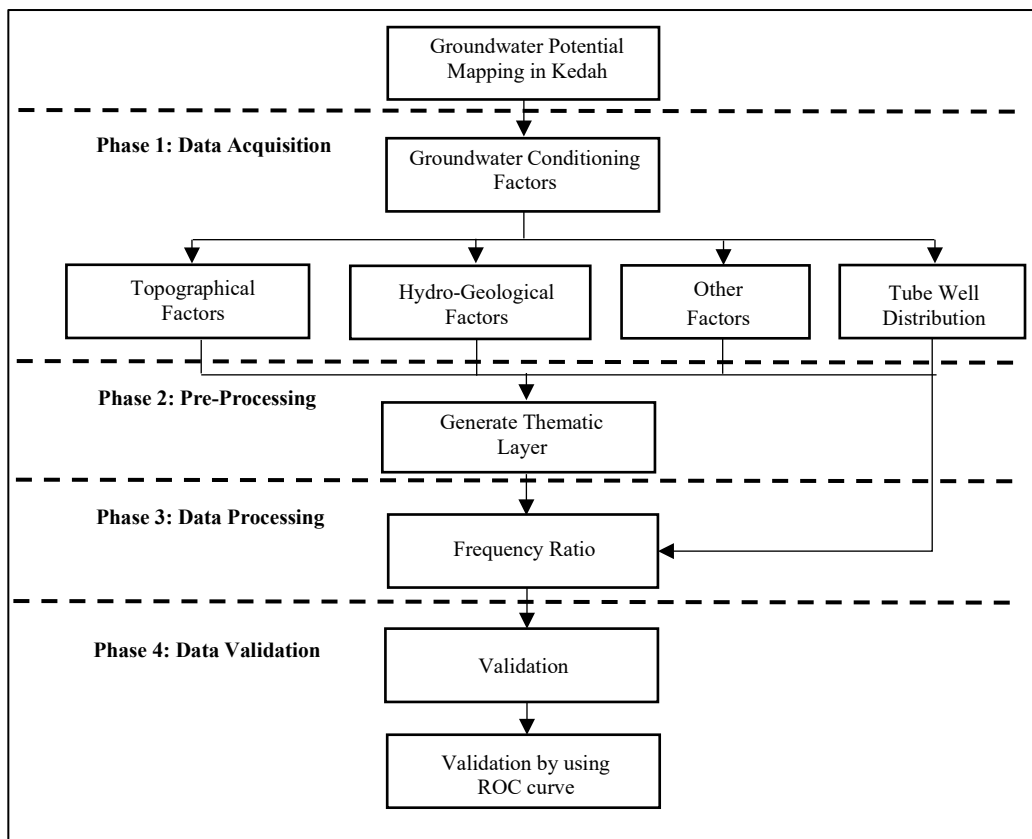 Groundwater Potential
Mapping in Kedah
Phase 1: Data Acquisition
Groundwater Conditioning
Factors
Topographical
Factors
Hydro-Geological
Factors
Other
Factors
Tube Well
Distribution
Phase 2: Pre-Processing
Generate Thematic
Layer
Phase 3: Data Processing
Frequency Ratio
Phase 4: Data Validation
Validation
Validation by using
ROC curve